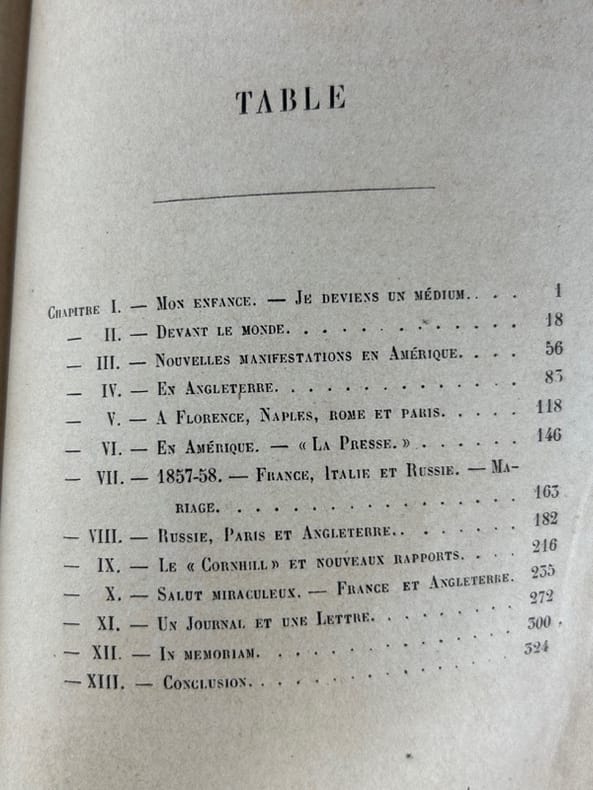 TABLE
CHAPITRE I. — MON ENFANCE. — JE DEVIENS UN MÉDIUM. . . . 1
— II. — DEVANT LE MONDE. . . . . . . . . . . . . 18
— III. — NOUVELLES MANIFESTATIONS EN AMÉRIQUE. . . . 56
— IV. — EN ANGLETERRE. . . . . . . . . . . . . . 83
— V. — A FLORENCE, NAPLES, ROME ET PARIS. . . . . 118
— VI. — EN AMÉRIQUE. — « LA PRESSE. » . . . . . . 146
— VII. — 1857-58. — FRANCE, ITALIE ET RUSSIE. — MA-
RIAGE. . . . . . . . . . . . . . . . . 163
— VIII. — RUSSIE, PARIS ET ANGLETERRE. . . . . . . . 182
— IX. — LE « CORNHILL » ET NOUVEAUX RAPPORTS. . . . 216
— X. — SALUT MIRACULEUX. — FRANCE ET ANGLETERRE. 235
— XI. — UN JOURNAL ET UNE LETTRE. . . . . . . . . 272
— XII. — IN MEMORIAM. . . . . . . . . . . . . . . 300
— XIII. — CONCLUSION. . . . . . . . . . . . . . . 324